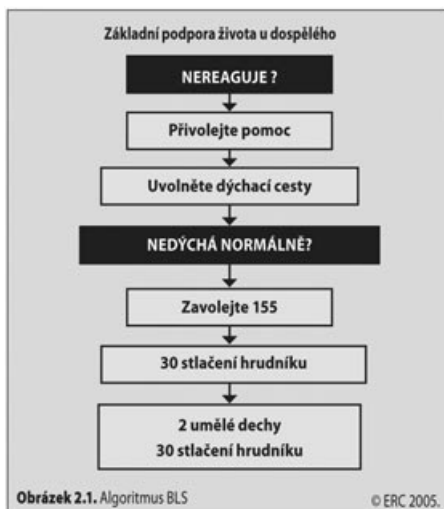 Základní podpora života u dospělého
NEREAGUJE ?
Přivolejte pomoc
Uvolněte dýchací cesty
NEDÝCHÁ NORMÁLNĚ?
Zavolejte 155
30 stlačení hrudníku
2 umělé dechy
30 stlačení hrudníku
Obrázek 2.1. Algoritmus BLS
© ERC 2005.